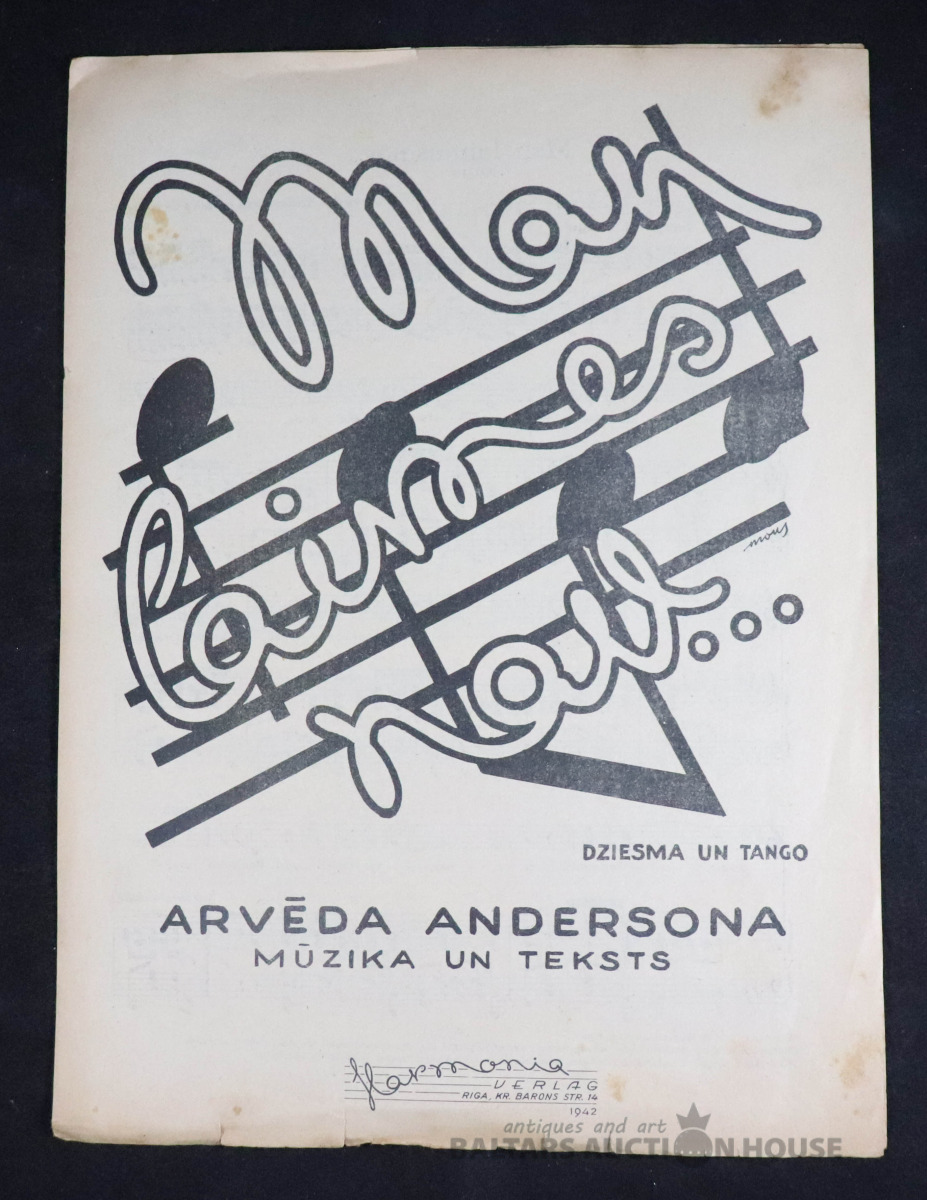 Man
laimes
nav...
DZIESMA UN TANGO
ARVĒDA ANDERSONA
MŪZIKA UN TEKSTS
Harmonia
VERLAG
RIGA, KR. BARONS STR. 14
1942
antiques and art
BALTARS AUCTION HOUSE